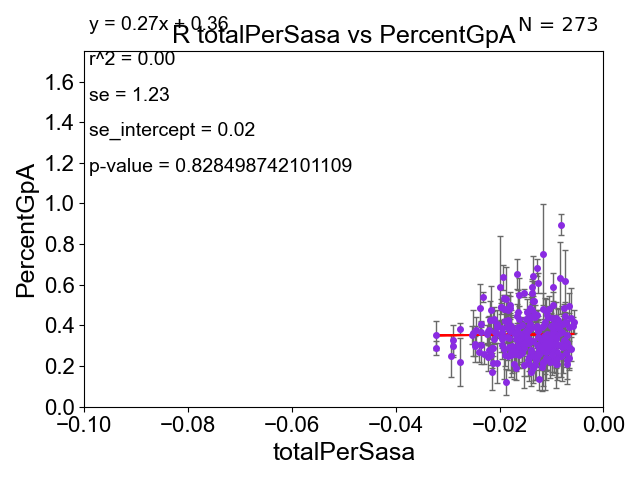 y = 0.27x + 0.36
N = 273
R totalPerSasa vs PercentGpA
r^2 = 0.00
se = 1.23
se_intercept = 0.02
p-value = 0.828498742101109
PercentGpA
1.6
1.4
1.2
1.0
0.8
0.6
0.4
0.2
0.0
−0.10 −0.08 −0.06 −0.04 −0.02 0.00
totalPerSasa